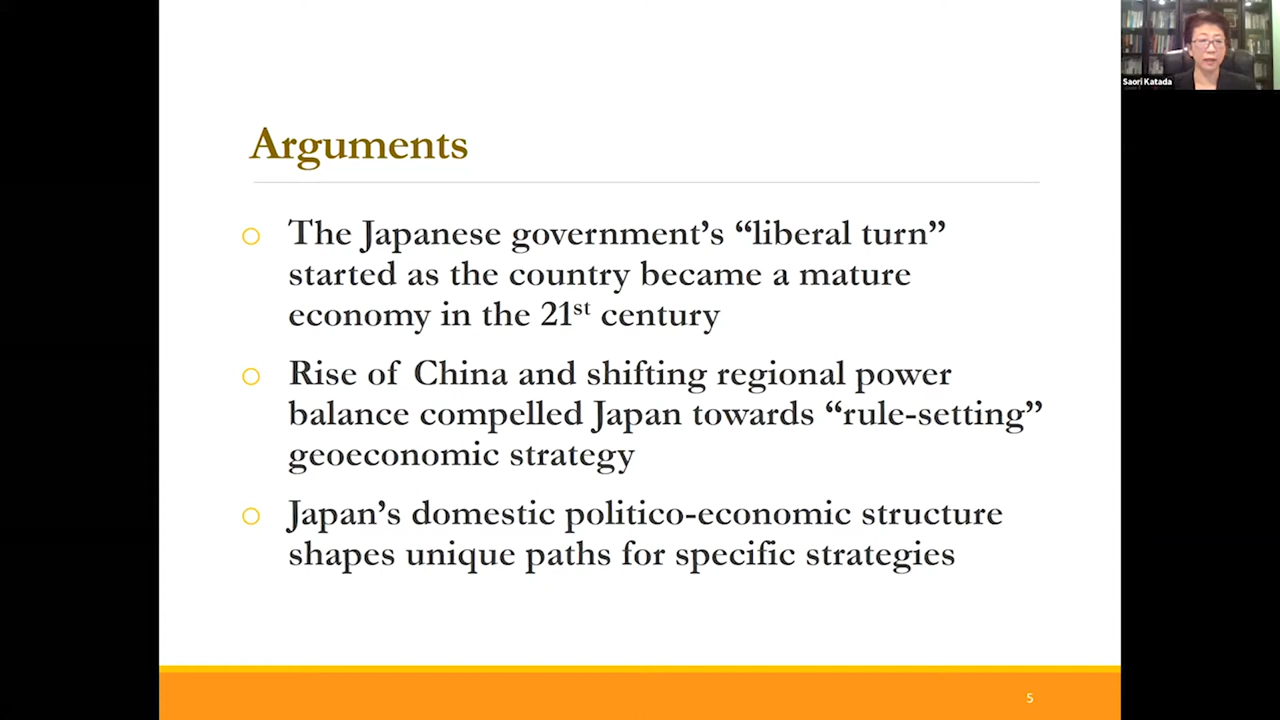 Saori Katada
Arguments
The Japanese government’s “liberal turn”
started as the country became a mature
economy in the 21st century
Rise of China and shifting regional power
balance compelled Japan towards “rule-setting”
geoeconomic strategy
Japan’s domestic politico-economic structure
shapes unique paths for specific strategies
5